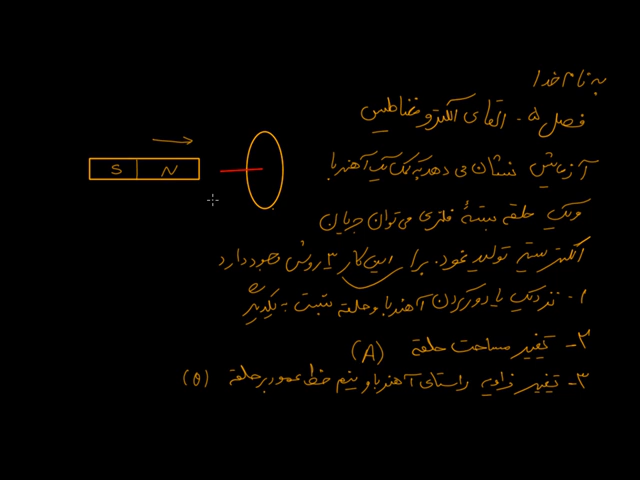 به نام خدا
فصل ۵- القای الکترومغناطیس
S N
آزمایش نشان می دهد به کمک یک آهنربا
و یک حلقه بستهٔ فلزی می توان جریان
الکتریسیته تولید نمود. برای این کار ۳ روش وجود دارد
۱- نزدیک یا دور کردن آهنربا و حلقه نسبت به یکدیگر
۲- تغییر مساحت حلقه (A)
۳- تغییر زاویه راستای آهنربا و نیم خط عمود بر حلقه (θ)